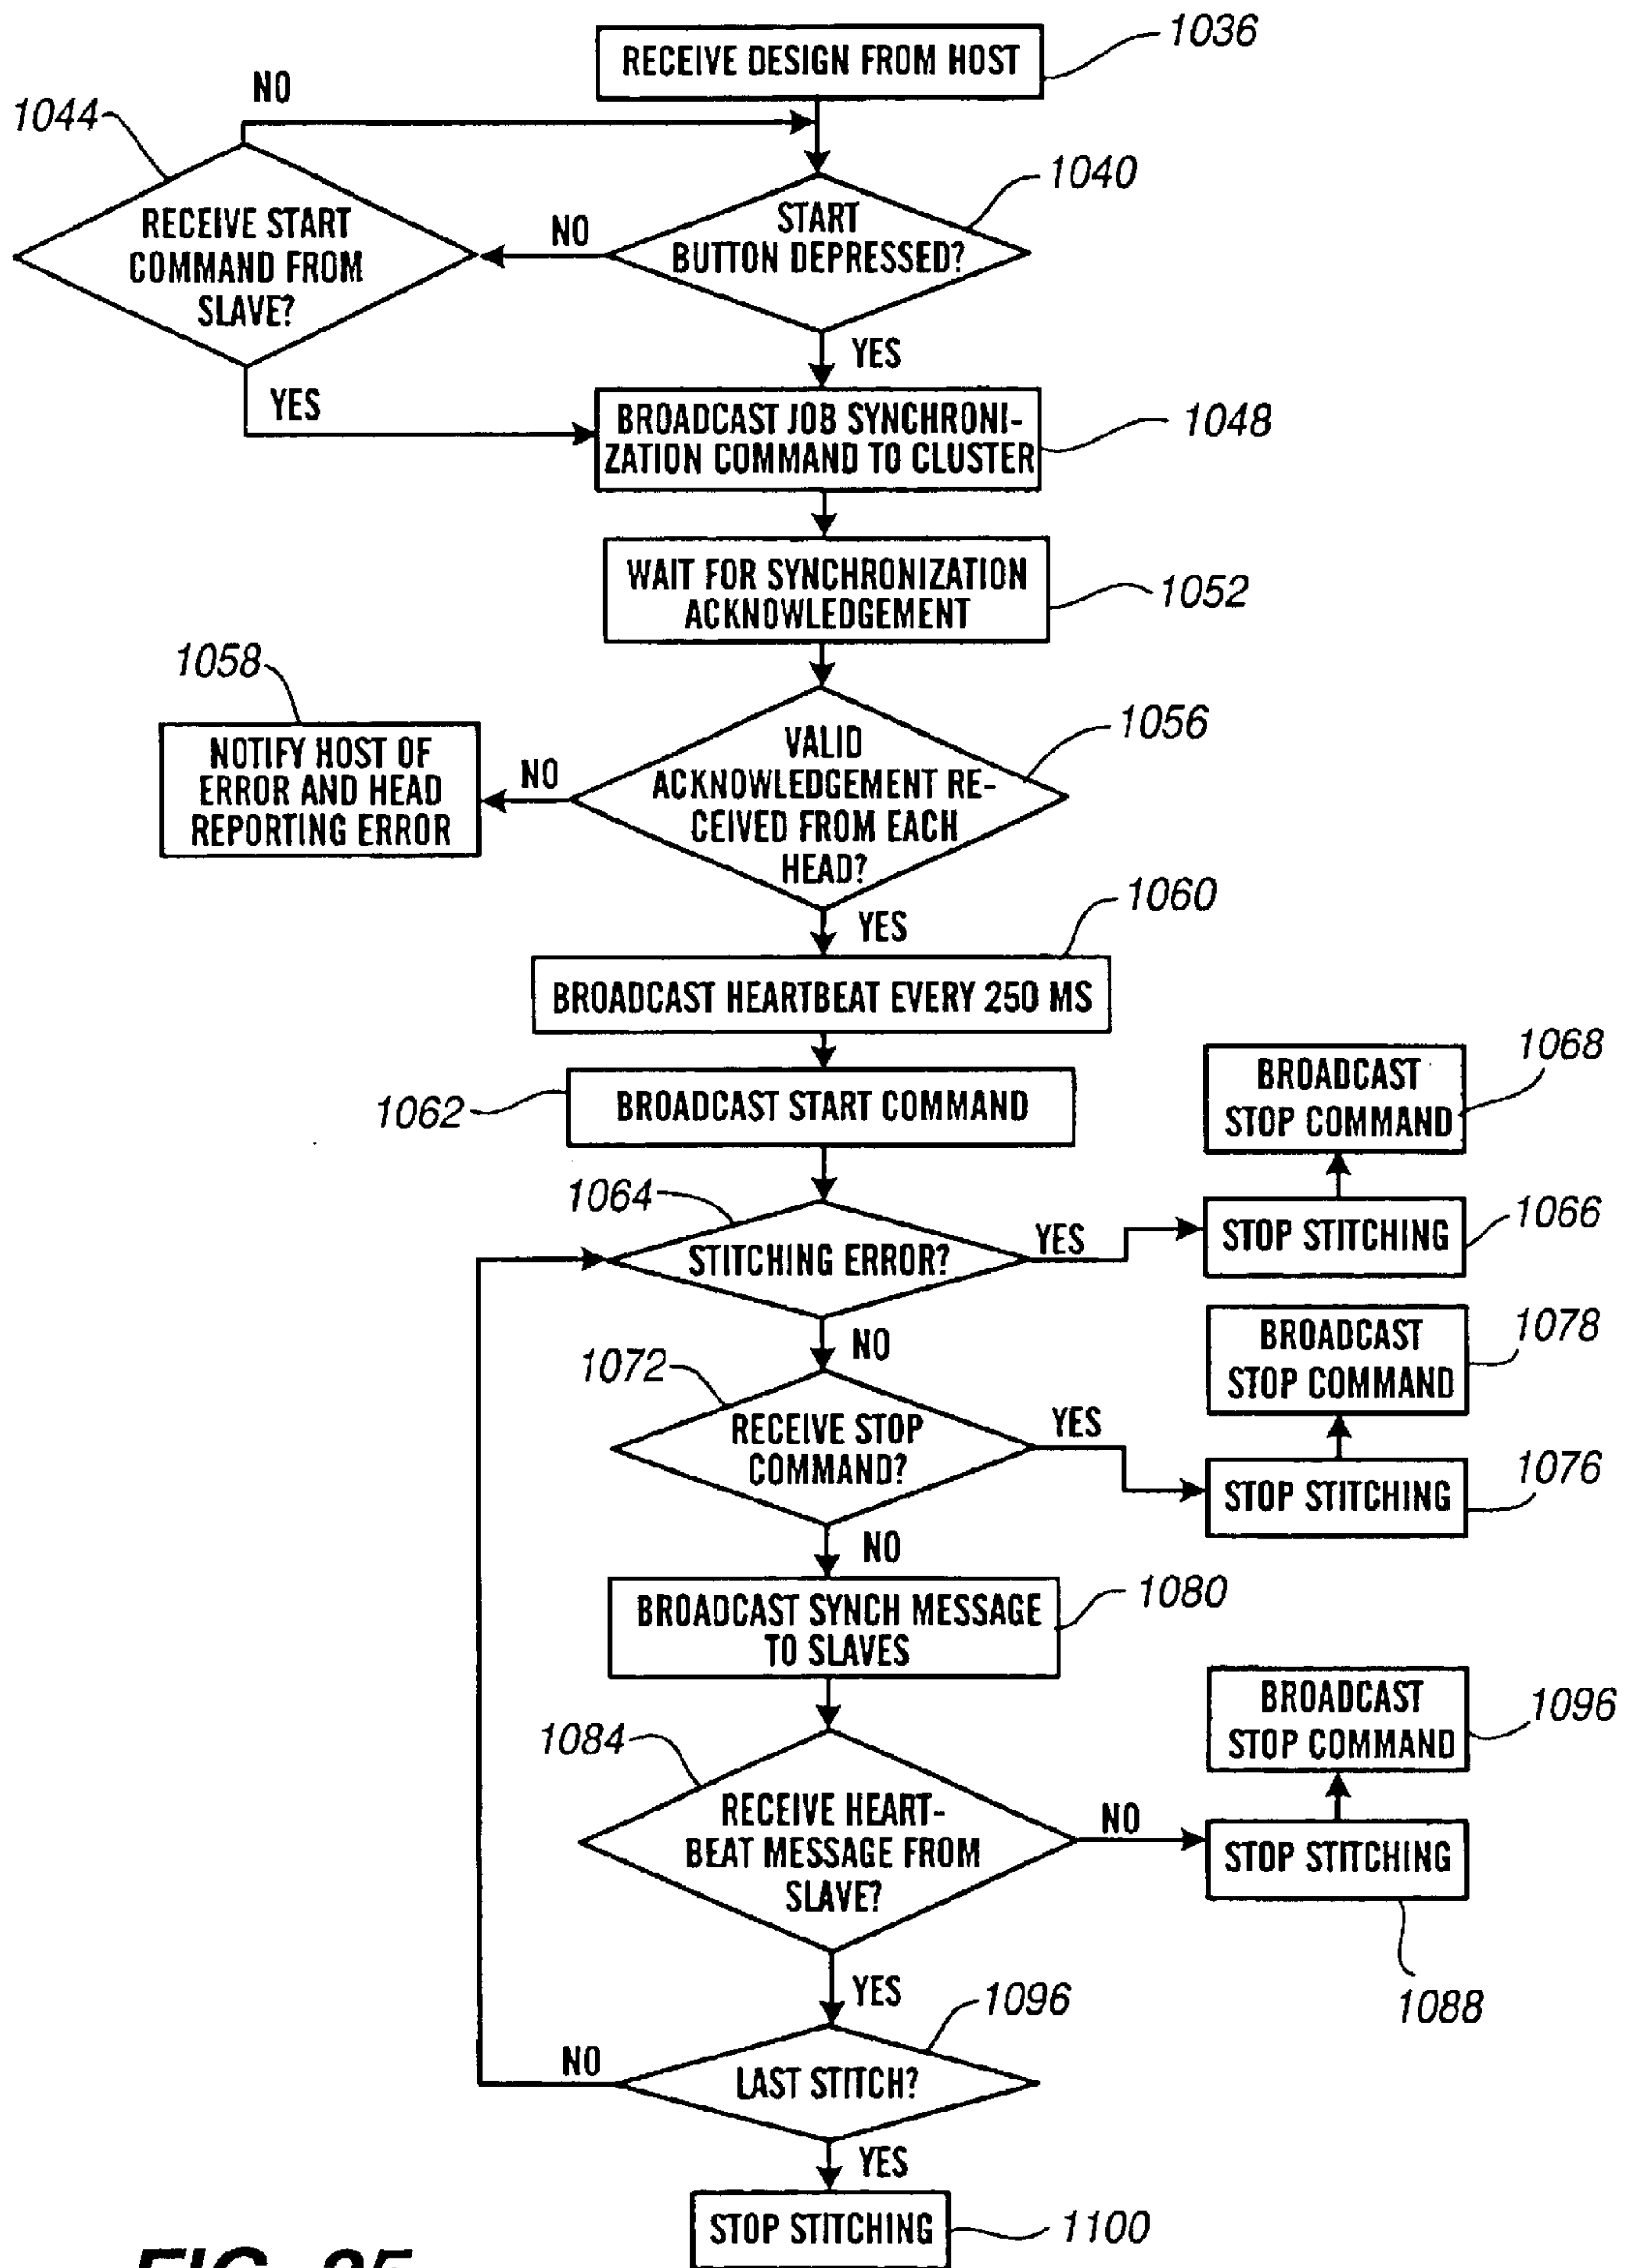 RECEIVE DESIGN FROM HOST
1036
NO
1044
1040
START
BUTTON DEPRESSED?
NO
RECEIVE START
COMMAND FROM
SLAVE?
YES
YES
BROADCAST JOB SYNCHRONI-
ZATION COMMAND TO CLUSTER
1048
WAIT FOR SYNCHRONIZATION
ACKNOWLEDGEMENT
1052
1058
NOTIFY HOST OF
ERROR AND HEAD
REPORTING ERROR
NO
1056
VALID
ACKNOWLEDGEMENT RE-
CEIVED FROM EACH
HEAD?
YES
1060
BROADCAST HEARTBEAT EVERY 250 MS
1062
BROADCAST START COMMAND
1068
BROADCAST
STOP COMMAND
1064
STITCHING ERROR?
YES
STOP STITCHING
1066
NO
1078
BROADCAST
STOP COMMAND
1072
RECEIVE STOP
COMMAND?
YES
STOP STITCHING
1076
NO
BROADCAST SYNCH MESSAGE
TO SLAVES
1080
1096
BROADCAST
STOP COMMAND
1084
RECEIVE HEART-
BEAT MESSAGE FROM
SLAVE?
NO
STOP STITCHING
1088
YES
1096
LAST STITCH?
NO
YES
STOP STITCHING
1100